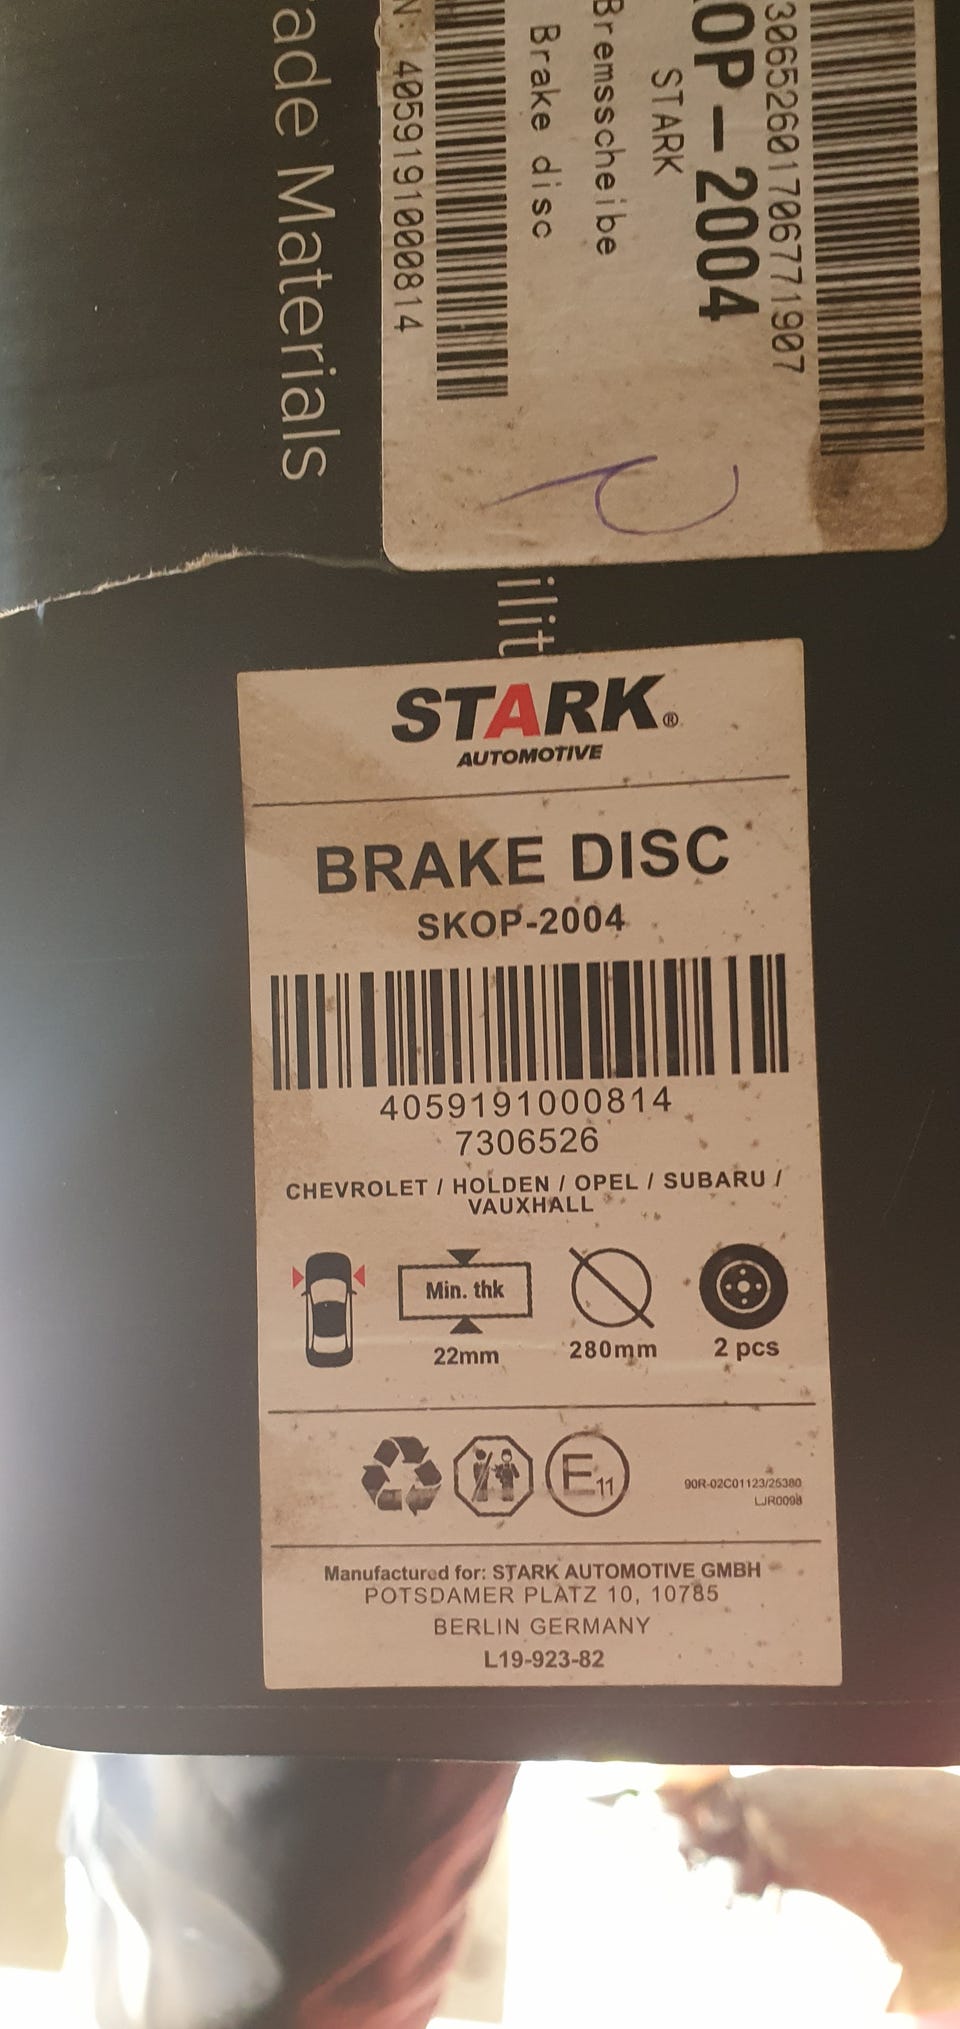 ade Materials
N: 4059191000814
Brake disc
Bremsscheibe
STARK
OP-2004
30652601706771907
ilit
STARK®
AUTOMOTIVE
BRAKE DISC
SKOP-2004
4059191000814
7306526
CHEVROLET / HOLDEN / OPEL / SUBARU /
VAUXHALL
Min. thk
22mm
280mm
2 pcs
E11
90R-02C01123/25380
LJR0098
Manufactured for: STARK AUTOMOTIVE GMBH
POTSDAMER PLATZ 10, 10785
BERLIN GERMANY
L19-923-82